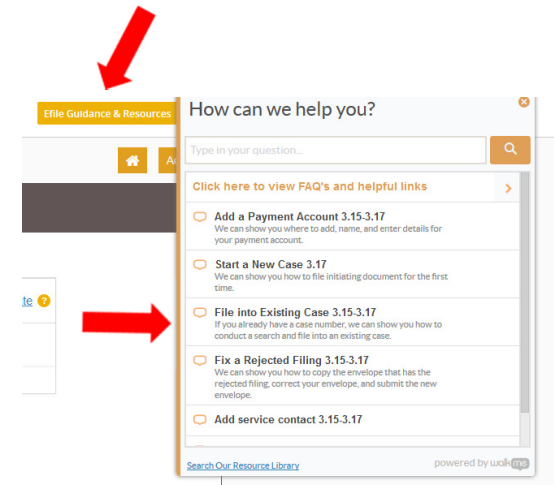 Efile Guidance & Resources
How can we help you?
Type in your question...
Click here to view FAQ's and helpful links
Add a Payment Account 3.15-3.17
We can show you where to add, name, and enter details for
your payment account.
Start a New Case 3.17
We can show you how to file initiating document for the first
time.
te
File into Existing Case 3.15-3.17
If you already have a case number, we can show you how to
conduct a search and file into an existing case.
Fix a Rejected Filing 3.15-3.17
We can show you how to copy the envelope that has the
rejected filing, correct your envelope, and submit the new
envelope.
Add service contact 3.15-3.17
Search Our Resource Library
powered by walkme